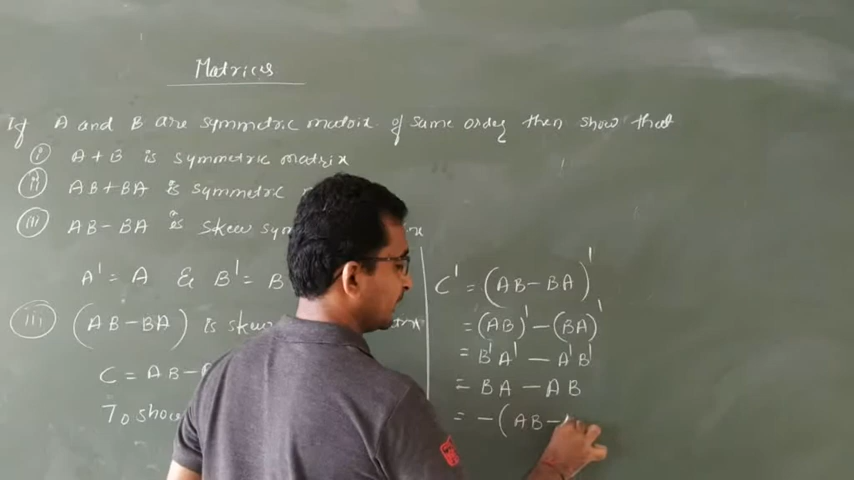 Matrices
If A and B are symmetric matrix of same order then show that
(i) A+B is symmetric matrix
(ii) AB+BA is symmetric
(iii) AB-BA is skew
A' = A & B' = B
(iii) (AB-BA) is skew
C = AB-
To show
C' = (AB-BA)'
= (AB)' - (BA)'
= B'A' - A'B'
= BA - AB
= -(AB-